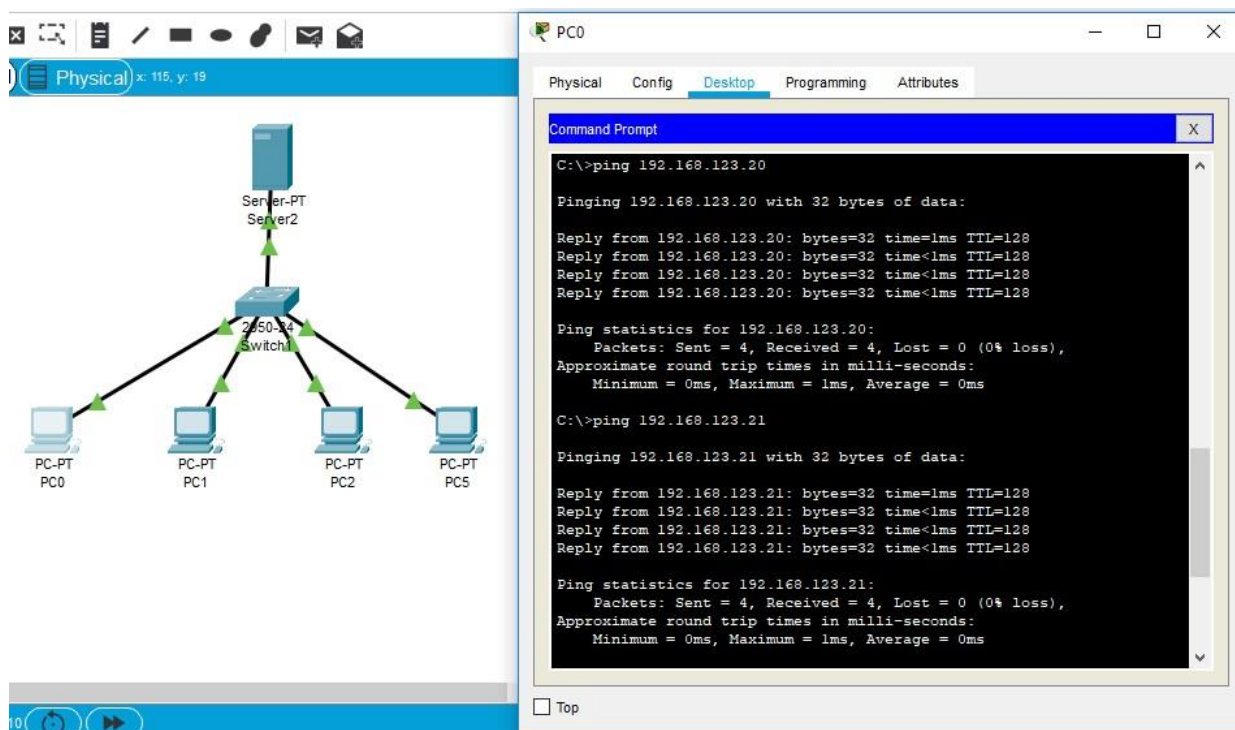 Physical x: 115, y: 19
Server-PT
Server2
2950-24
Switch1
PC-PT
PC0
PC-PT
PC1
PC-PT
PC2
PC-PT
PC5
10
PC0
Physical Config Desktop Programming Attributes
Command Prompt X
C:\>ping 192.168.123.20
Pinging 192.168.123.20 with 32 bytes of data:
Reply from 192.168.123.20: bytes=32 time=1ms TTL=128
Reply from 192.168.123.20: bytes=32 time<1ms TTL=128
Reply from 192.168.123.20: bytes=32 time<1ms TTL=128
Reply from 192.168.123.20: bytes=32 time<1ms TTL=128
Ping statistics for 192.168.123.20:
Packets: Sent = 4, Received = 4, Lost = 0 (0% loss),
Approximate round trip times in milli-seconds:
Minimum = 0ms, Maximum = 1ms, Average = 0ms
C:\>ping 192.168.123.21
Pinging 192.168.123.21 with 32 bytes of data:
Reply from 192.168.123.21: bytes=32 time=1ms TTL=128
Reply from 192.168.123.21: bytes=32 time<1ms TTL=128
Reply from 192.168.123.21: bytes=32 time<1ms TTL=128
Reply from 192.168.123.21: bytes=32 time<1ms TTL=128
Ping statistics for 192.168.123.21:
Packets: Sent = 4, Received = 4, Lost = 0 (0% loss),
Approximate round trip times in milli-seconds:
Minimum = 0ms, Maximum = 1ms, Average = 0ms
Top